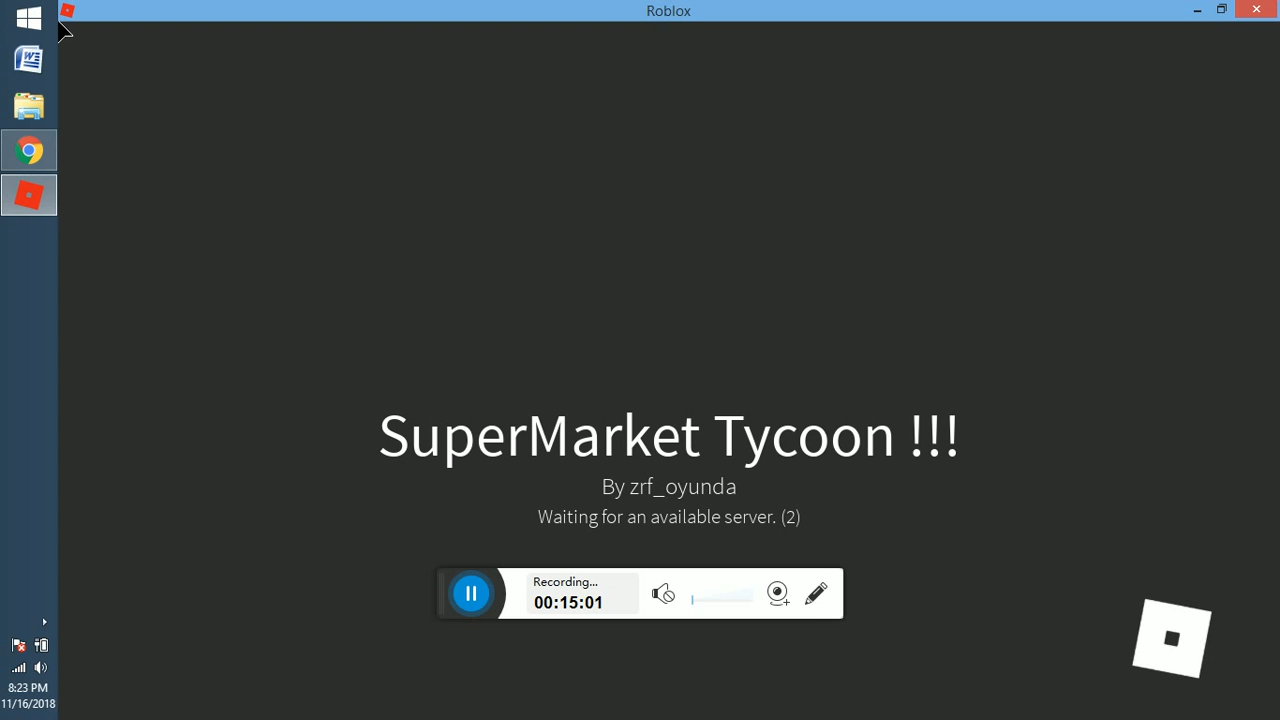 Roblox
SuperMarket Tycoon !!!
By zrf_oyunda
Waiting for an available server. (2)
Recording...
00:15:01
8:23 PM
11/16/2018